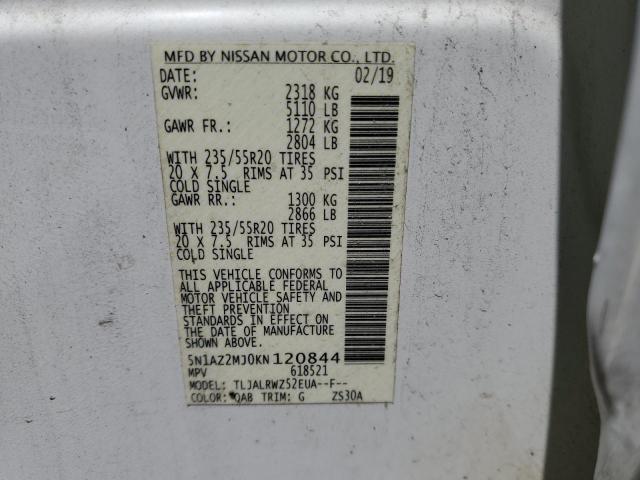 MFD BY NISSAN MOTOR CO., LTD.
DATE: 02/19
GVWR: 2318 KG
5110 LB
GAWR FR.: 1272 KG
2804 LB
WITH 235/55R20 TIRES
20 X 7.5 RIMS AT 35 PSI
COLD SINGLE
GAWR RR.: 1300 KG
2866 LB
WITH 235/55R20 TIRES
20 X 7.5 RIMS AT 35 PSI
COLD SINGLE
THIS VEHICLE CONFORMS TO
ALL APPLICABLE FEDERAL
MOTOR VEHICLE SAFETY AND
THEFT PREVENTION
STANDARDS IN EFFECT ON
THE DATE OF MANUFACTURE
SHOWN ABOVE.
5N1AZ2MJ0KN120844
MPV 618521
MODEL: TLJALRWZ52EUA--F--
COLOR: QAB TRIM: G ZS30A